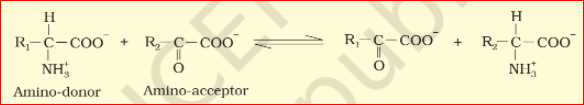 H H
R₁—C—COO⁻ + R₂—C—COO⁻ ⇌ R₁—C—COO⁻ + R₂—C—COO⁻
NH₃⁺ O O NH₃⁺
Amino-donor Amino-acceptor